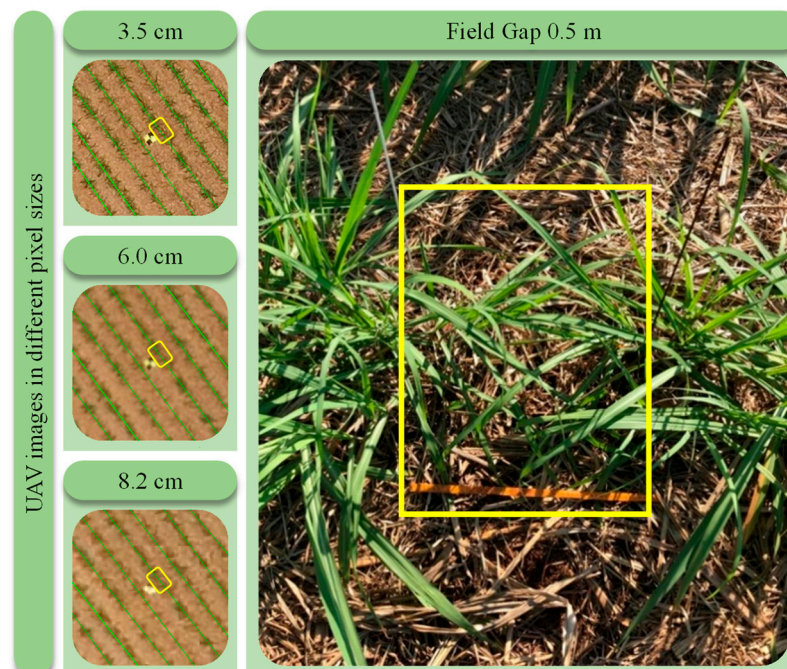 UAV images in different pixel sizes
3.5 cm
6.0 cm
8.2 cm
Field Gap 0.5 m